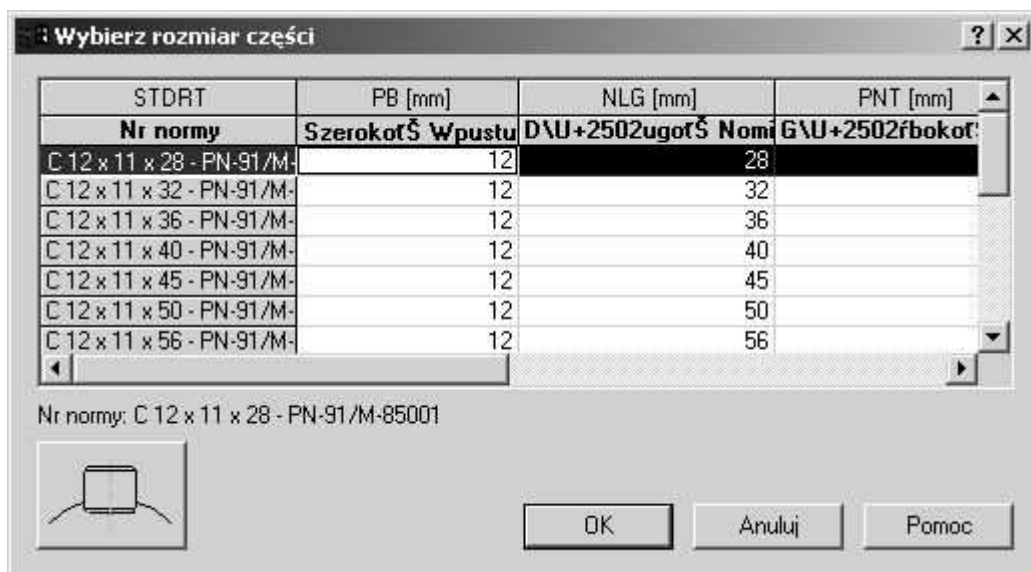 Wybierz rozmiar części
STDRT PB [mm] NLG [mm] PNT [mm]
Nr normy SzerokoťŠ Wpustu D\U+2502ugoťŠ Nomi G\U+2502ŕbokoť
C 12 x 11 x 28 - PN-91/M- 12 28
C 12 x 11 x 32 - PN-91/M- 12 32
C 12 x 11 x 36 - PN-91/M- 12 36
C 12 x 11 x 40 - PN-91/M- 12 40
C 12 x 11 x 45 - PN-91/M- 12 45
C 12 x 11 x 50 - PN-91/M- 12 50
C 12 x 11 x 56 - PN-91/M- 12 56
Nr normy: C 12 x 11 x 28 - PN-91/M-85001
OK Anuluj Pomoc